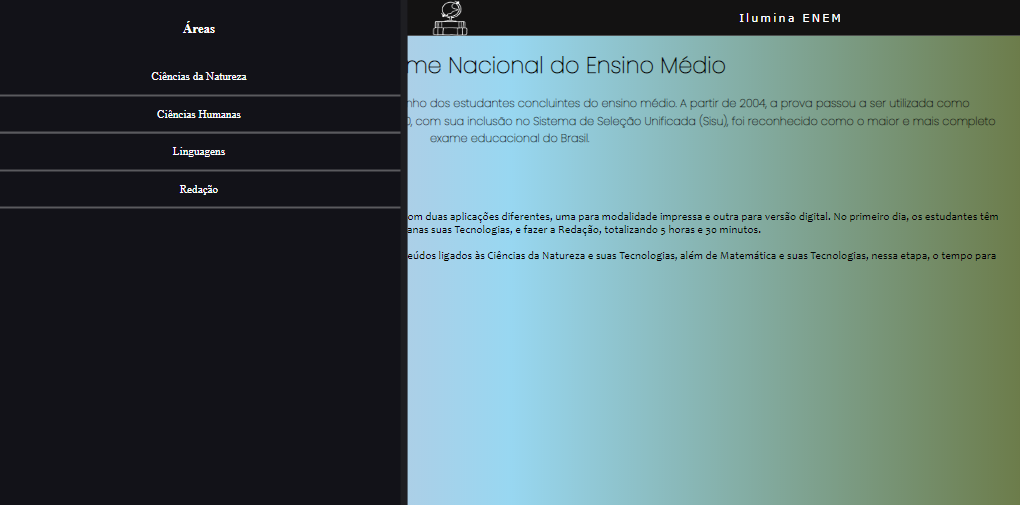 Áreas
Ciências da Natureza
Ciências Humanas
Linguagens
Redação
Ilumina ENEM
me Nacional do Ensino Médio
nho dos estudantes concluintes do ensino médio. A partir de 2004, a prova passou a ser utilizada como
0, com sua inclusão no Sistema de Seleção Unificada (Sisu), foi reconhecido como o maior e mais completo
exame educacional do Brasil.
om duas aplicações diferentes, uma para modalidade impressa e outra para versão digital. No primeiro dia, os estudantes têm
anas suas Tecnologias, e fazer a Redação, totalizando 5 horas e 30 minutos.
eúdos ligados às Ciências da Natureza e suas Tecnologias, além de Matemática e suas Tecnologias, nessa etapa, o tempo para